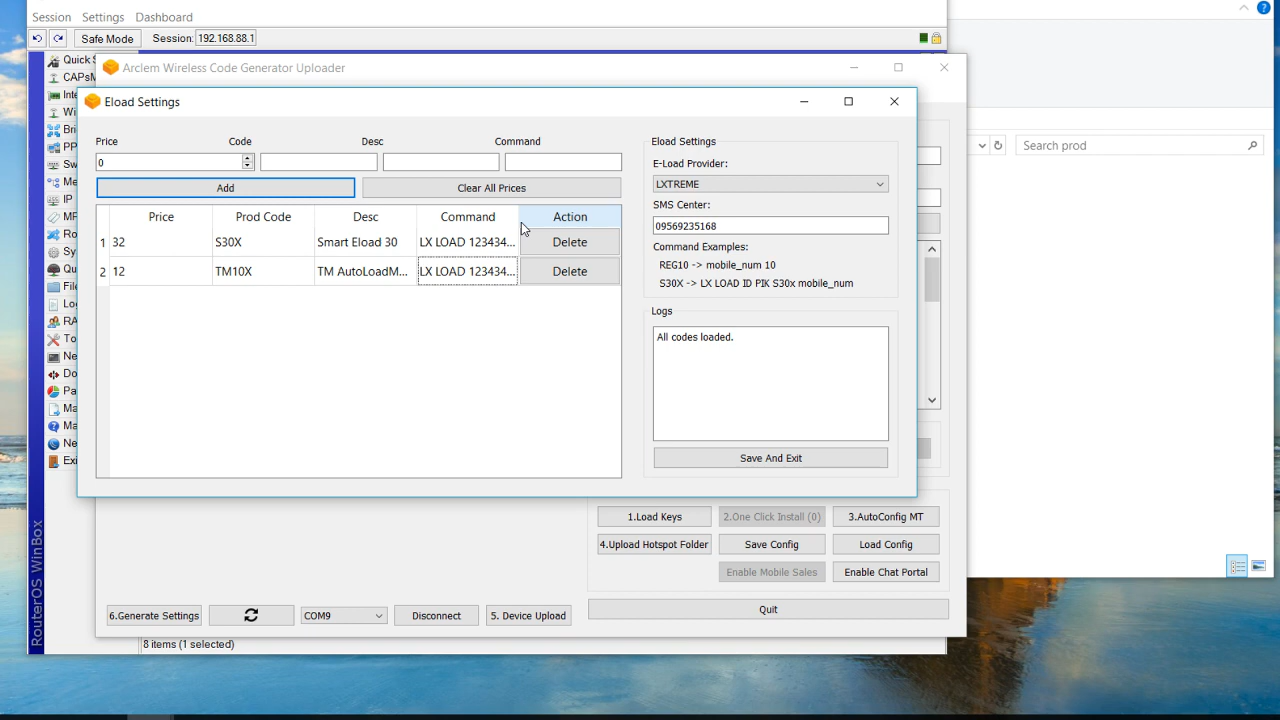 Session Settings Dashboard
Safe Mode Session: 192.168.88.1
Arclem Wireless Code Generator Uploader
Eload Settings
Price Code Desc Command
0
Add Clear All Prices
Price Prod Code Desc Command Action
1 32 S30X Smart Eload 30 LX LOAD 123434... Delete
2 12 TM10X TM AutoLoadM... LX LOAD 123434... Delete
Eload Settings
E-Load Provider:
LXTREME
SMS Center:
09569235168
Command Examples:
REG10 -> mobile_num 10
S30X -> LX LOAD ID PIK S30x mobile_num
Logs
All codes loaded.
Save And Exit
Quick S
CAPsM
Inte
Wi
Bri
PP
Sw
Me
IP
MP
Ro
Sy
Qu
File
Lo
RA
To
Ne
Do
Pa
Ma
Ma
Ne
Exi
RouterOS WinBox
Search prod
1.Load Keys 2.One Click Install (0) 3.AutoConfig MT
4.Upload Hotspot Folder Save Config Load Config
Enable Mobile Sales Enable Chat Portal
6.Generate Settings COM9 Disconnect 5. Device Upload Quit
8 items (1 selected)